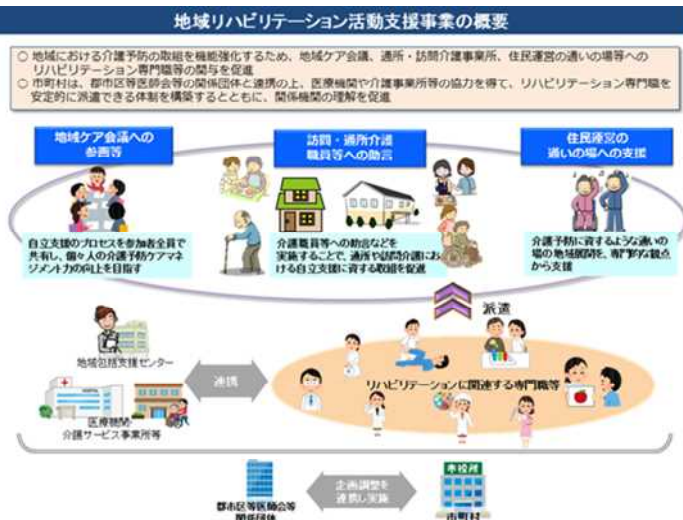 地域リハビリテーション活動支援事業の概要
○ 地域における介護予防の取組を機能強化するため、地域ケア会議、通所・訪問介護事業所、住民運営の通いの場等への
リハビリテーション専門職等の関与を促進
○ 市町村は、郡市区等医師会等の関係団体と連携の上、医療機関や介護事業所等の協力を得て、リハビリテーション専門職を
安定的に派遣できる体制を構築するとともに、関係機関の理解を促進
地域ケア会議への
参画等
訪問・通所介護
職員等への助言
住民運営の
通いの場への支援
自立支援のプロセスを参加者全員で
共有し、個々人の介護予防ケアマネ
ジメント力の向上を目指す
介護職員等への助言などを
実施することで、通所や訪問介護にお
ける自立支援に資する取組を促進
介護予防に資するような通いの
場の地域展開を、専門的な観点
から支援
派遣
地域包括支援センター
連携
リハビリテーションに関連する専門職等
医療機関・
介護サービス事業所等
郡市区等医師会等
関係団体
企画調整を
連携し実施
市役所
市町村